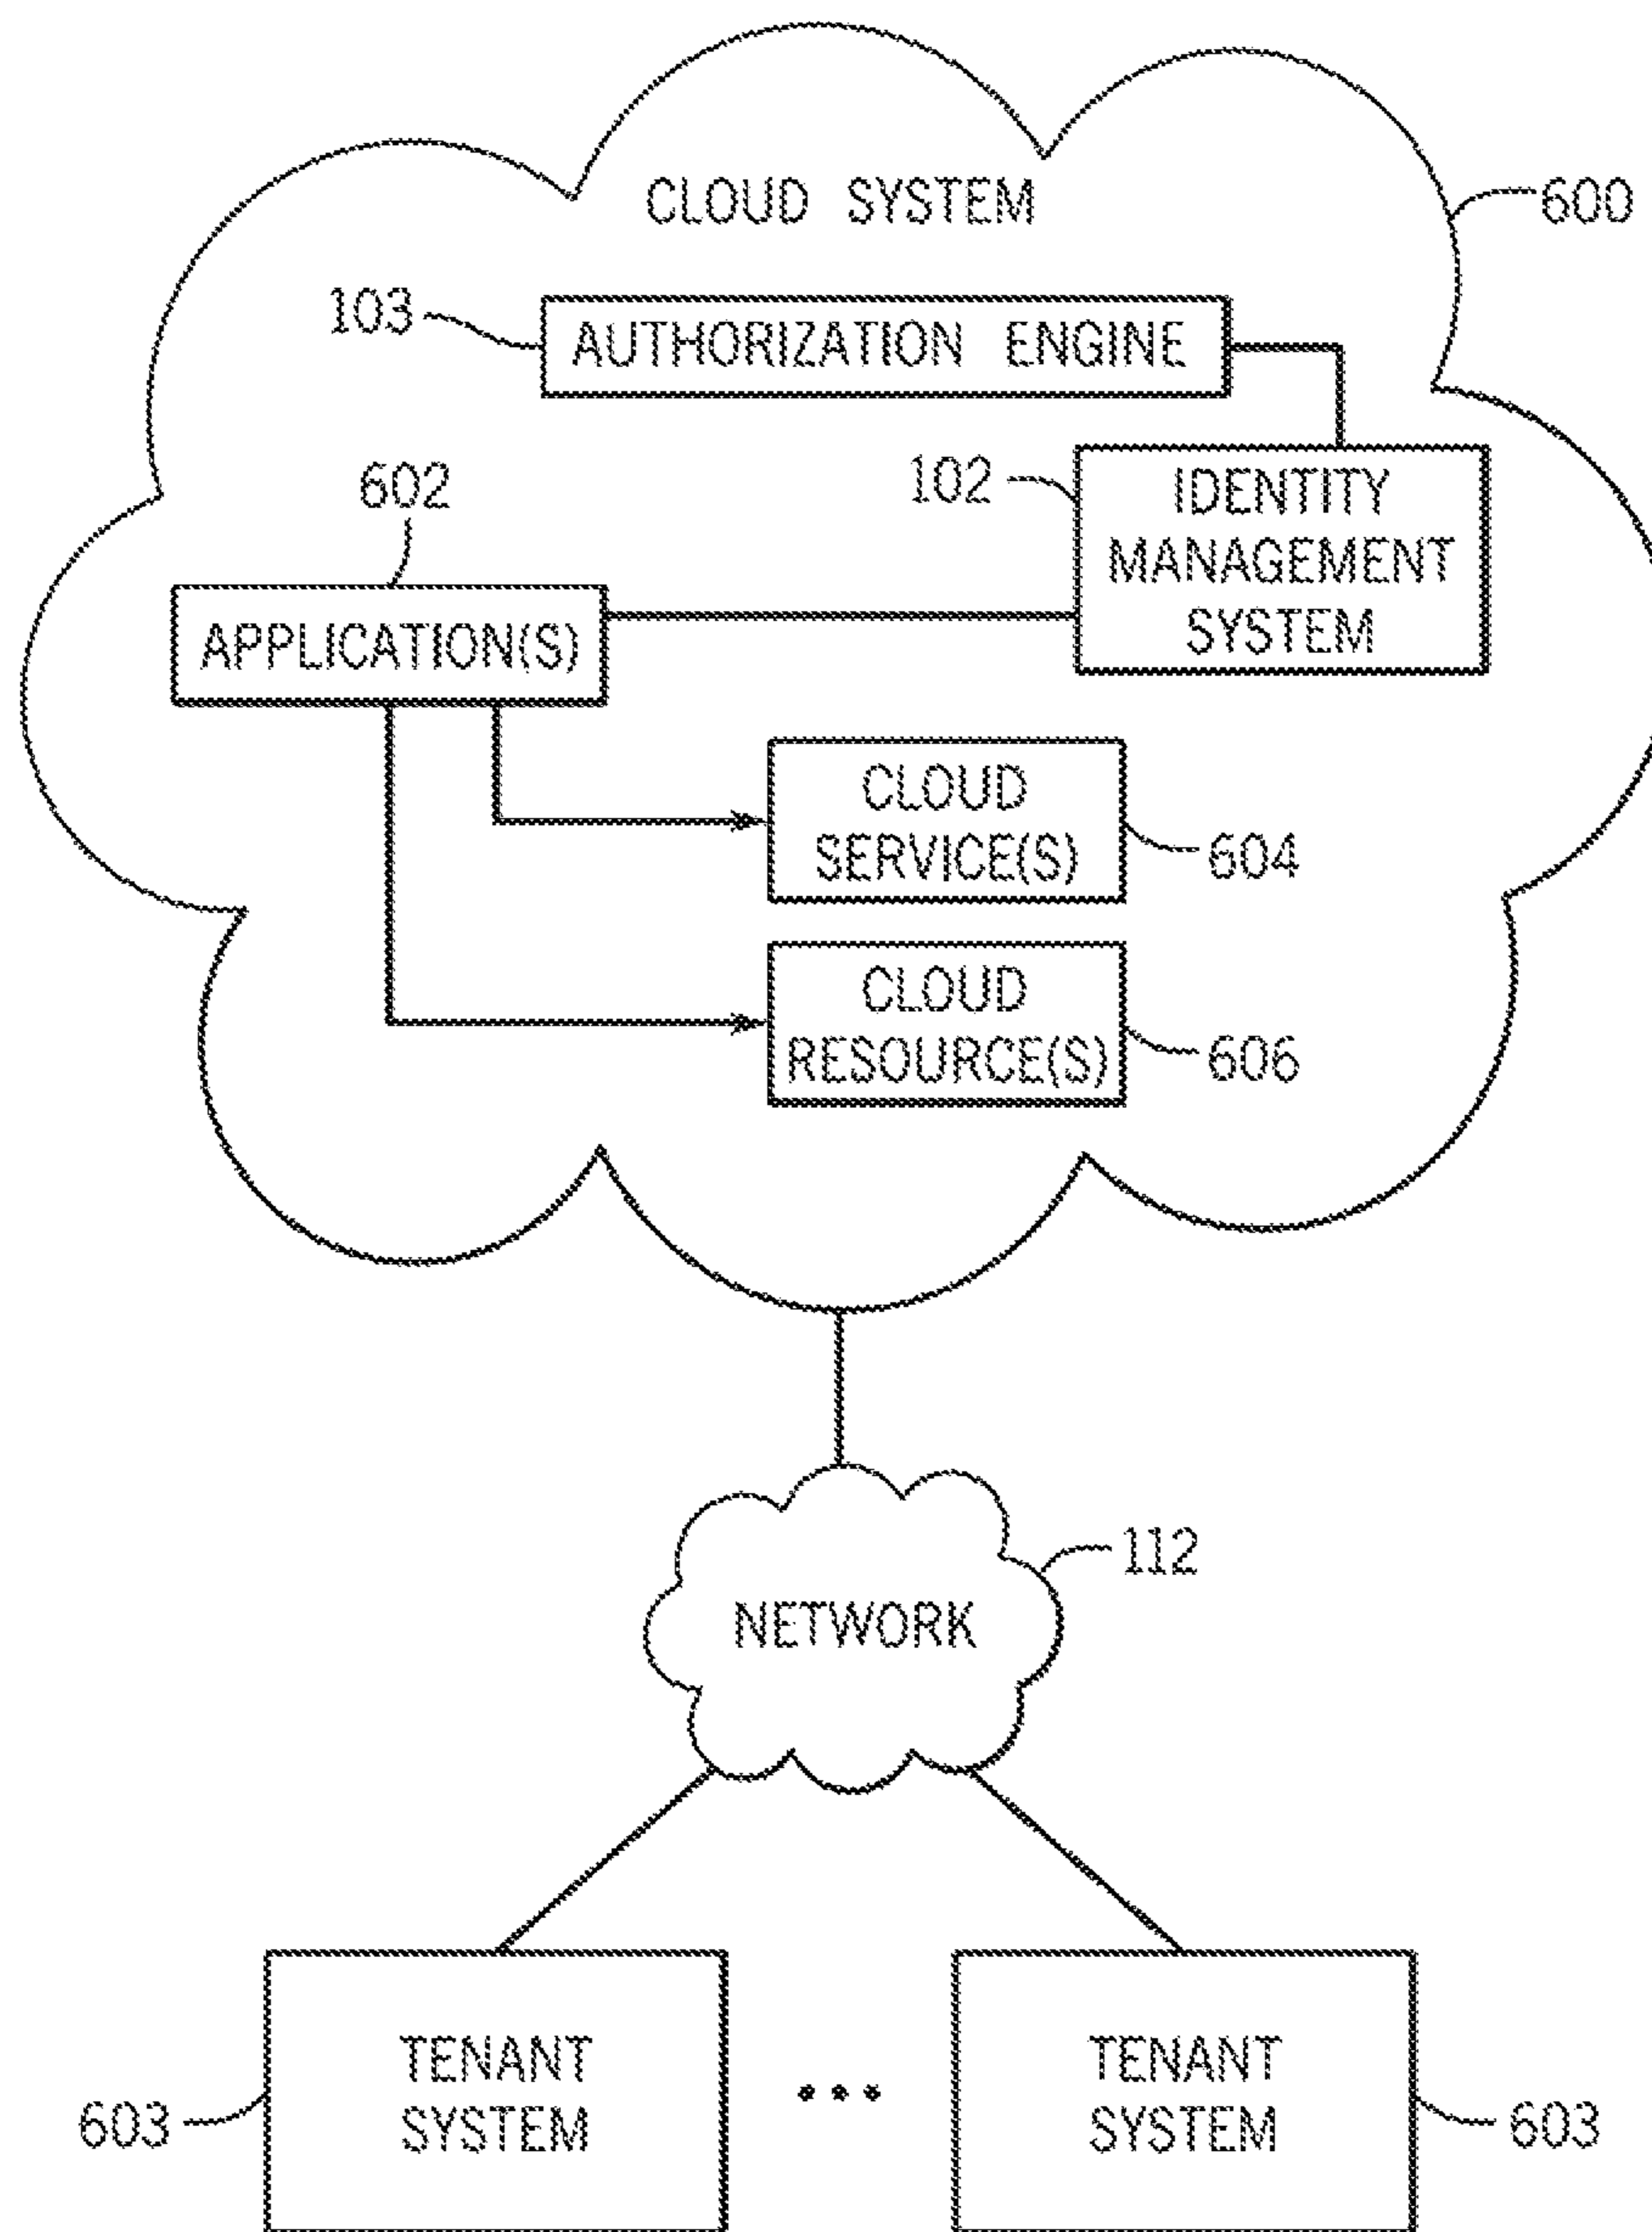 CLOUD SYSTEM
600
103
AUTHORIZATION ENGINE
602
102
IDENTITY
MANAGEMENT
SYSTEM
APPLICATION(S)
CLOUD
SERVICE(S)
604
CLOUD
RESOURCE(S)
606
112
NETWORK
TENANT
SYSTEM
603
TENANT
SYSTEM
603